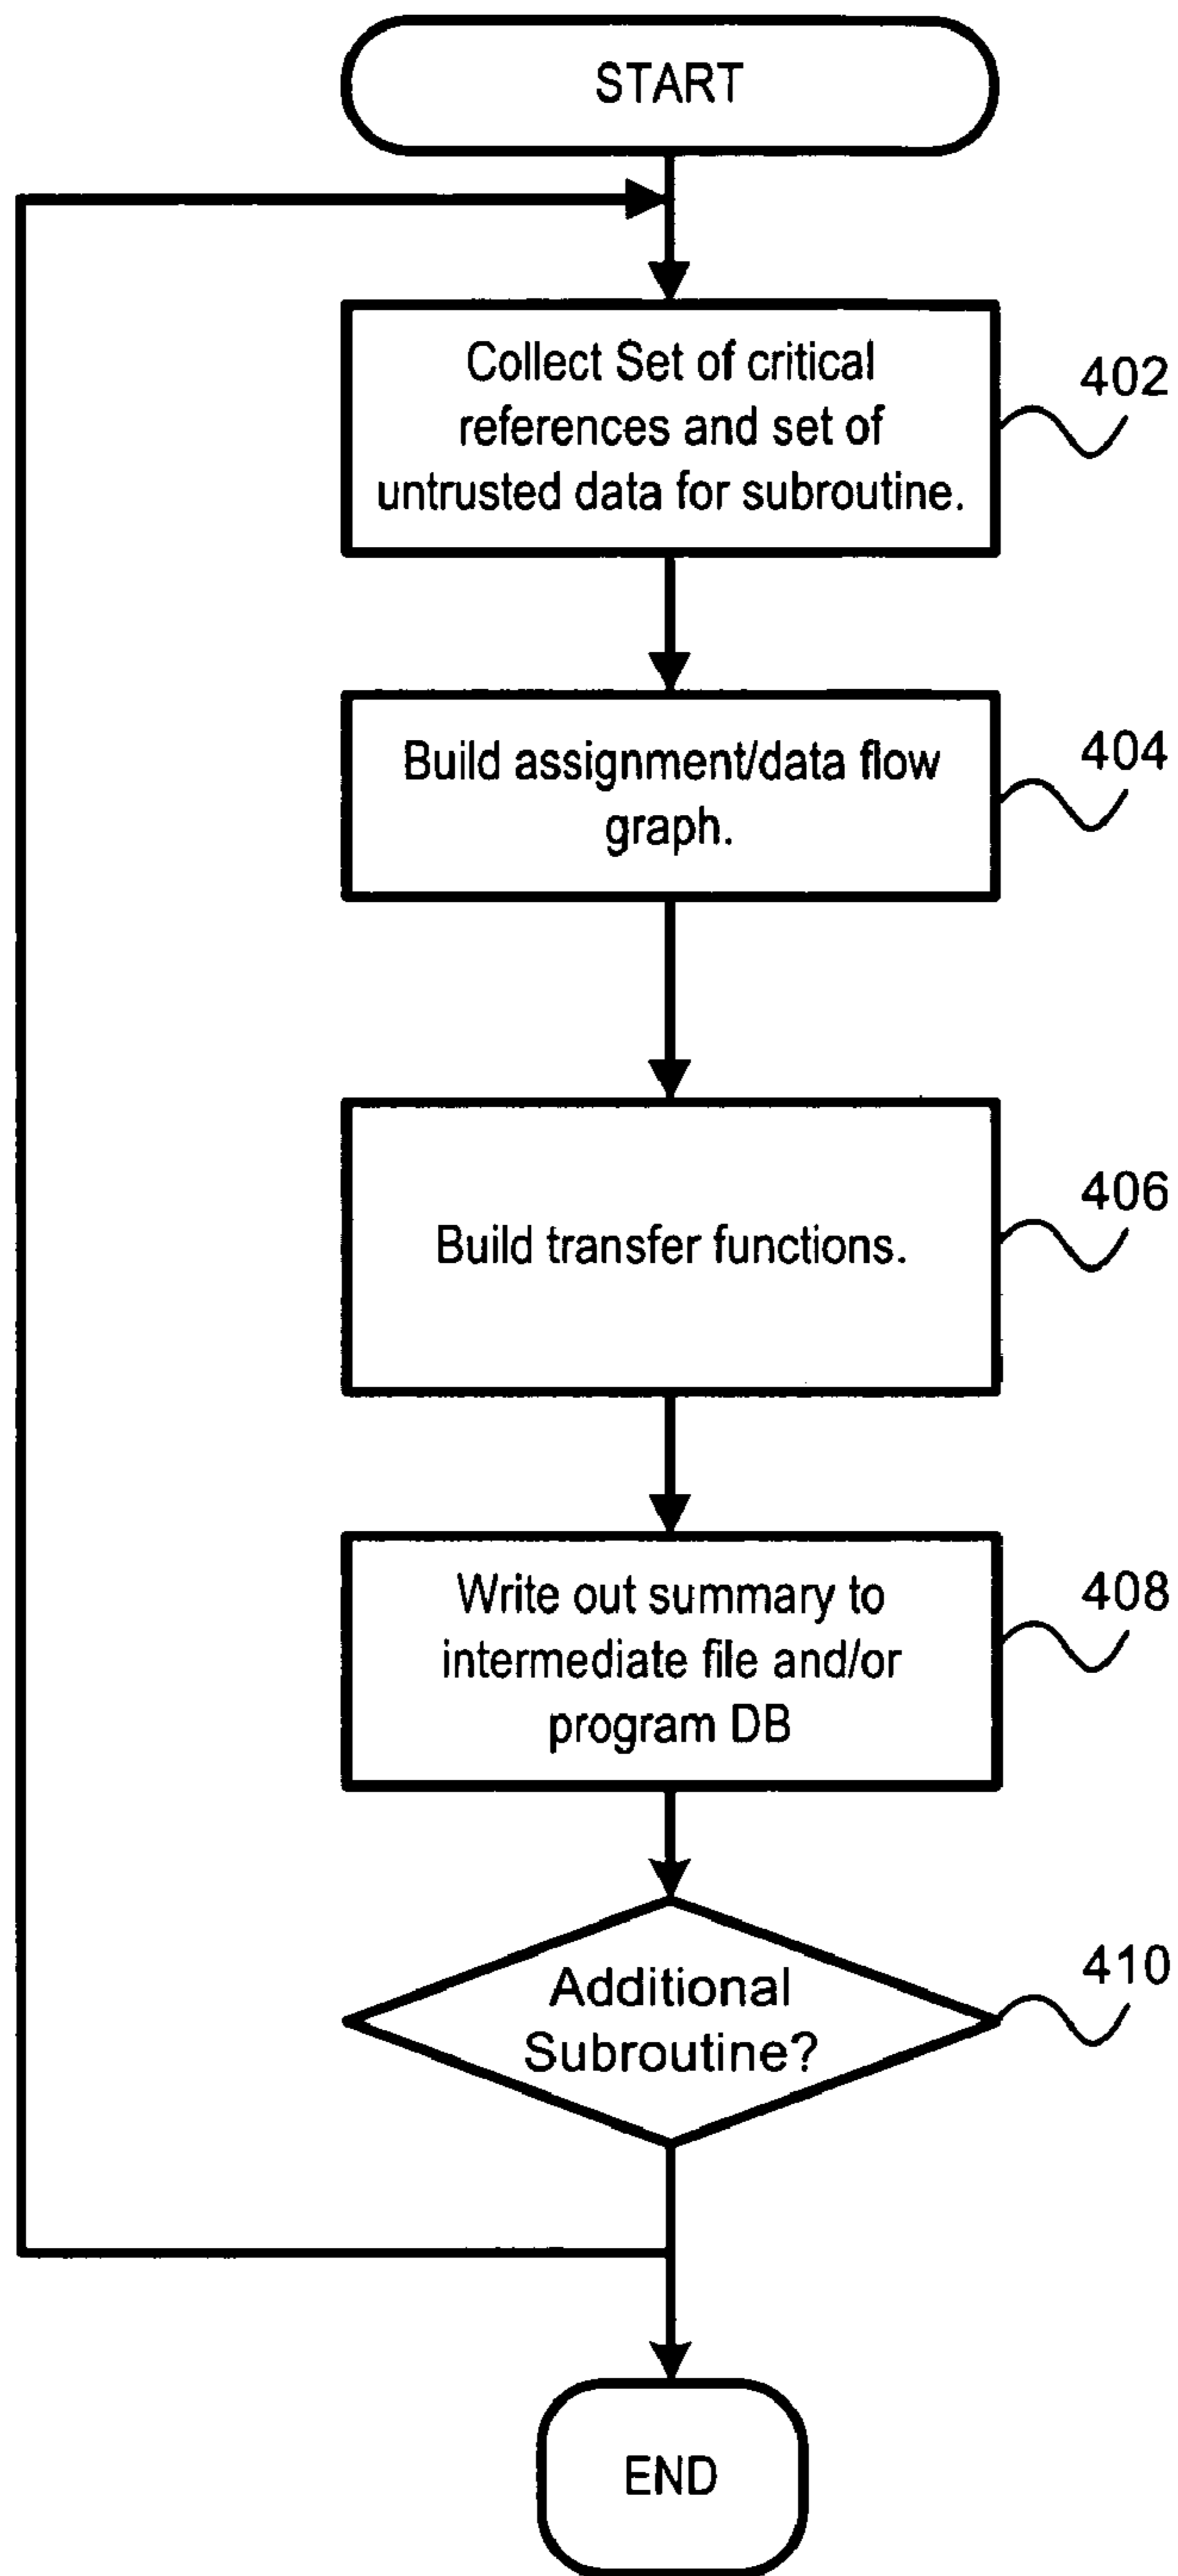 START
Collect Set of critical
references and set of
untrusted data for subroutine.
402
Build assignment/data flow
graph.
404
Build transfer functions.
406
Write out summary to
intermediate file and/or
program DB
408
Additional
Subroutine?
410
END